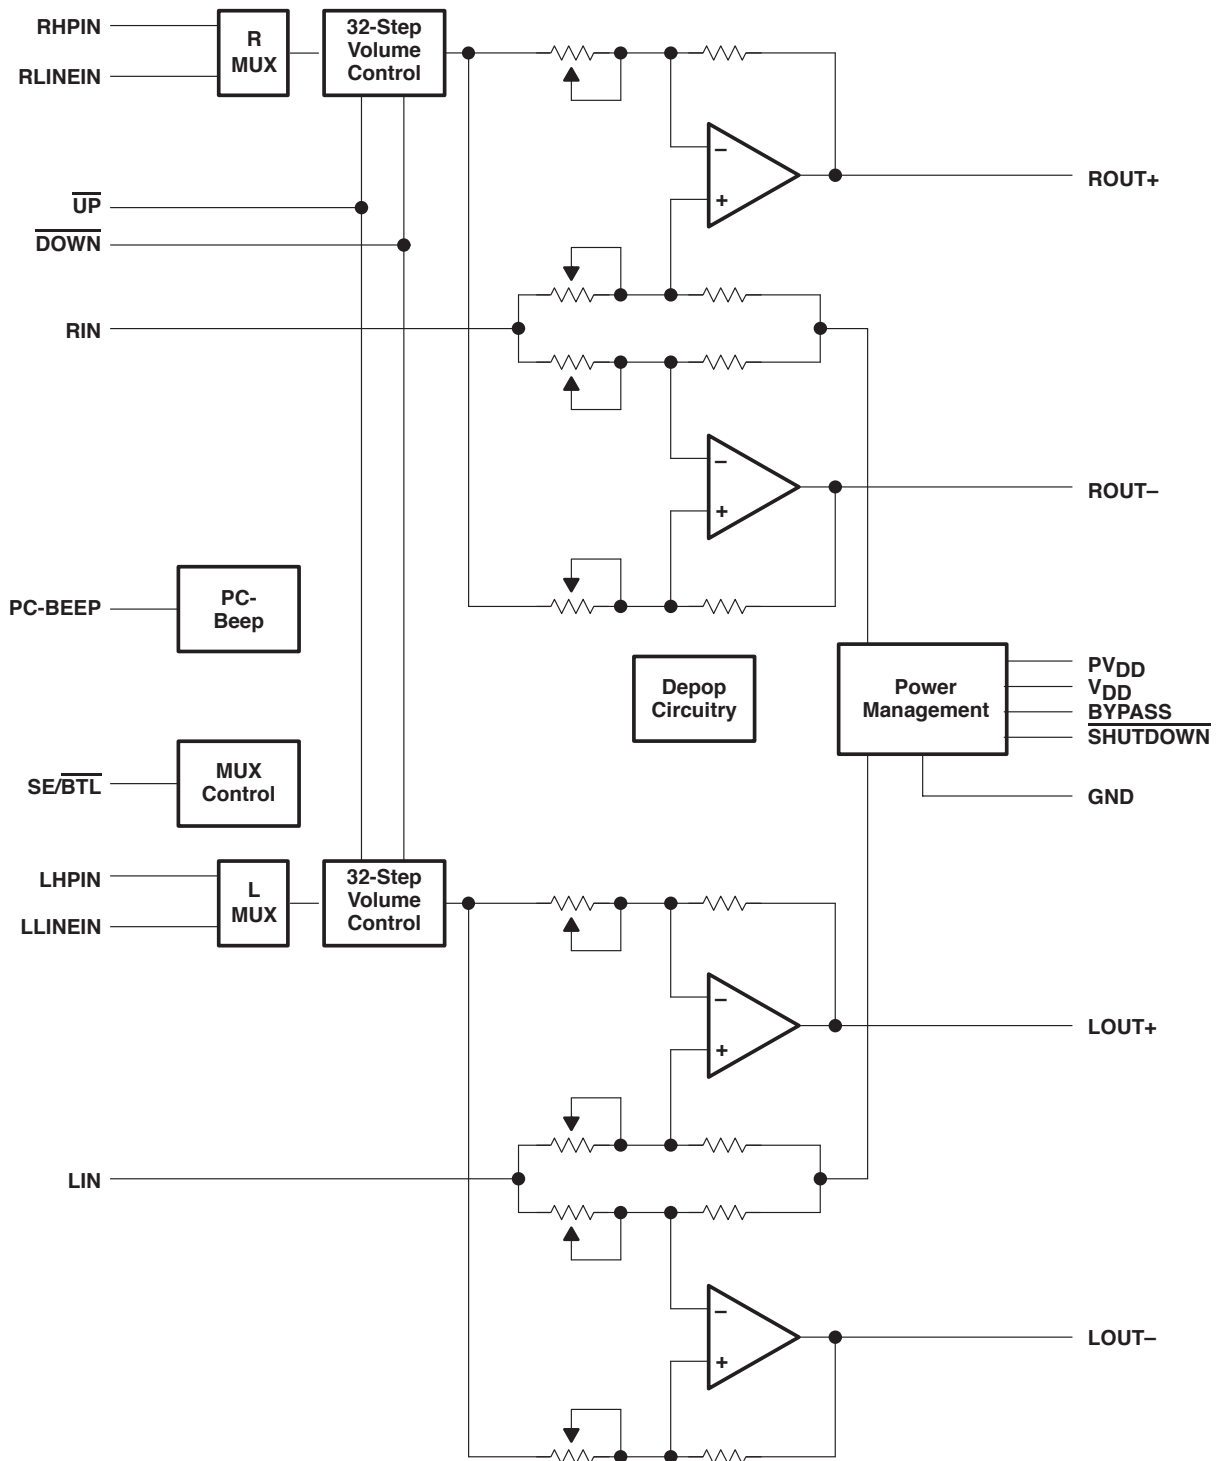 RHPIN
RLINEIN
R
MUX
32-Step
Volume
Control
–
+
ROUT+
UP
DOWN
RIN
–
+
ROUT–
PC-BEEP
PC-
Beep
Depop
Circuitry
Power
Management
PVDD
VDD
BYPASS
SHUTDOWN
GND
SE/BTL
MUX
Control
LHPIN
LLINEIN
L
MUX
32-Step
Volume
Control
–
+
LOUT+
LIN
–
+
LOUT–